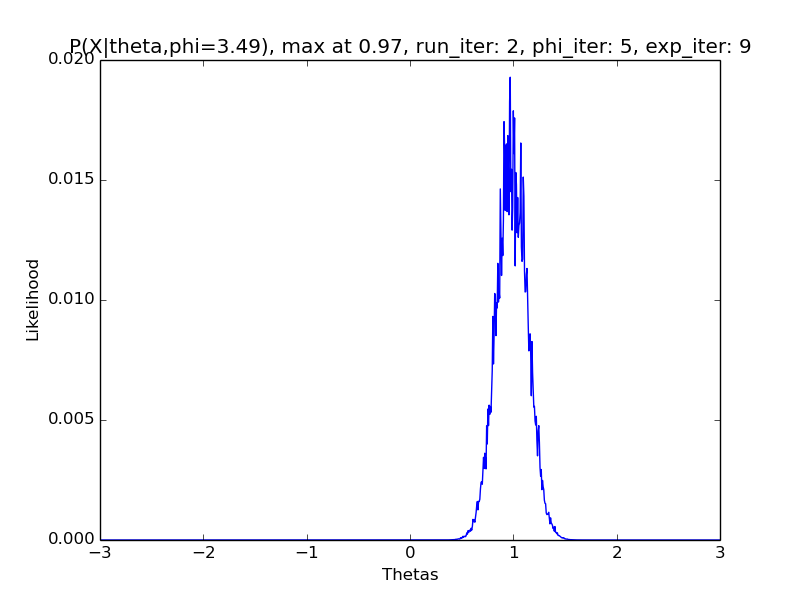 P(X|theta,phi=3.49), max at 0.97, run_iter: 2, phi_iter: 5, exp_iter: 9
0.020
0.015
0.010
0.005
0.000
Likelihood
−3 −2 −1 0 1 2 3
Thetas